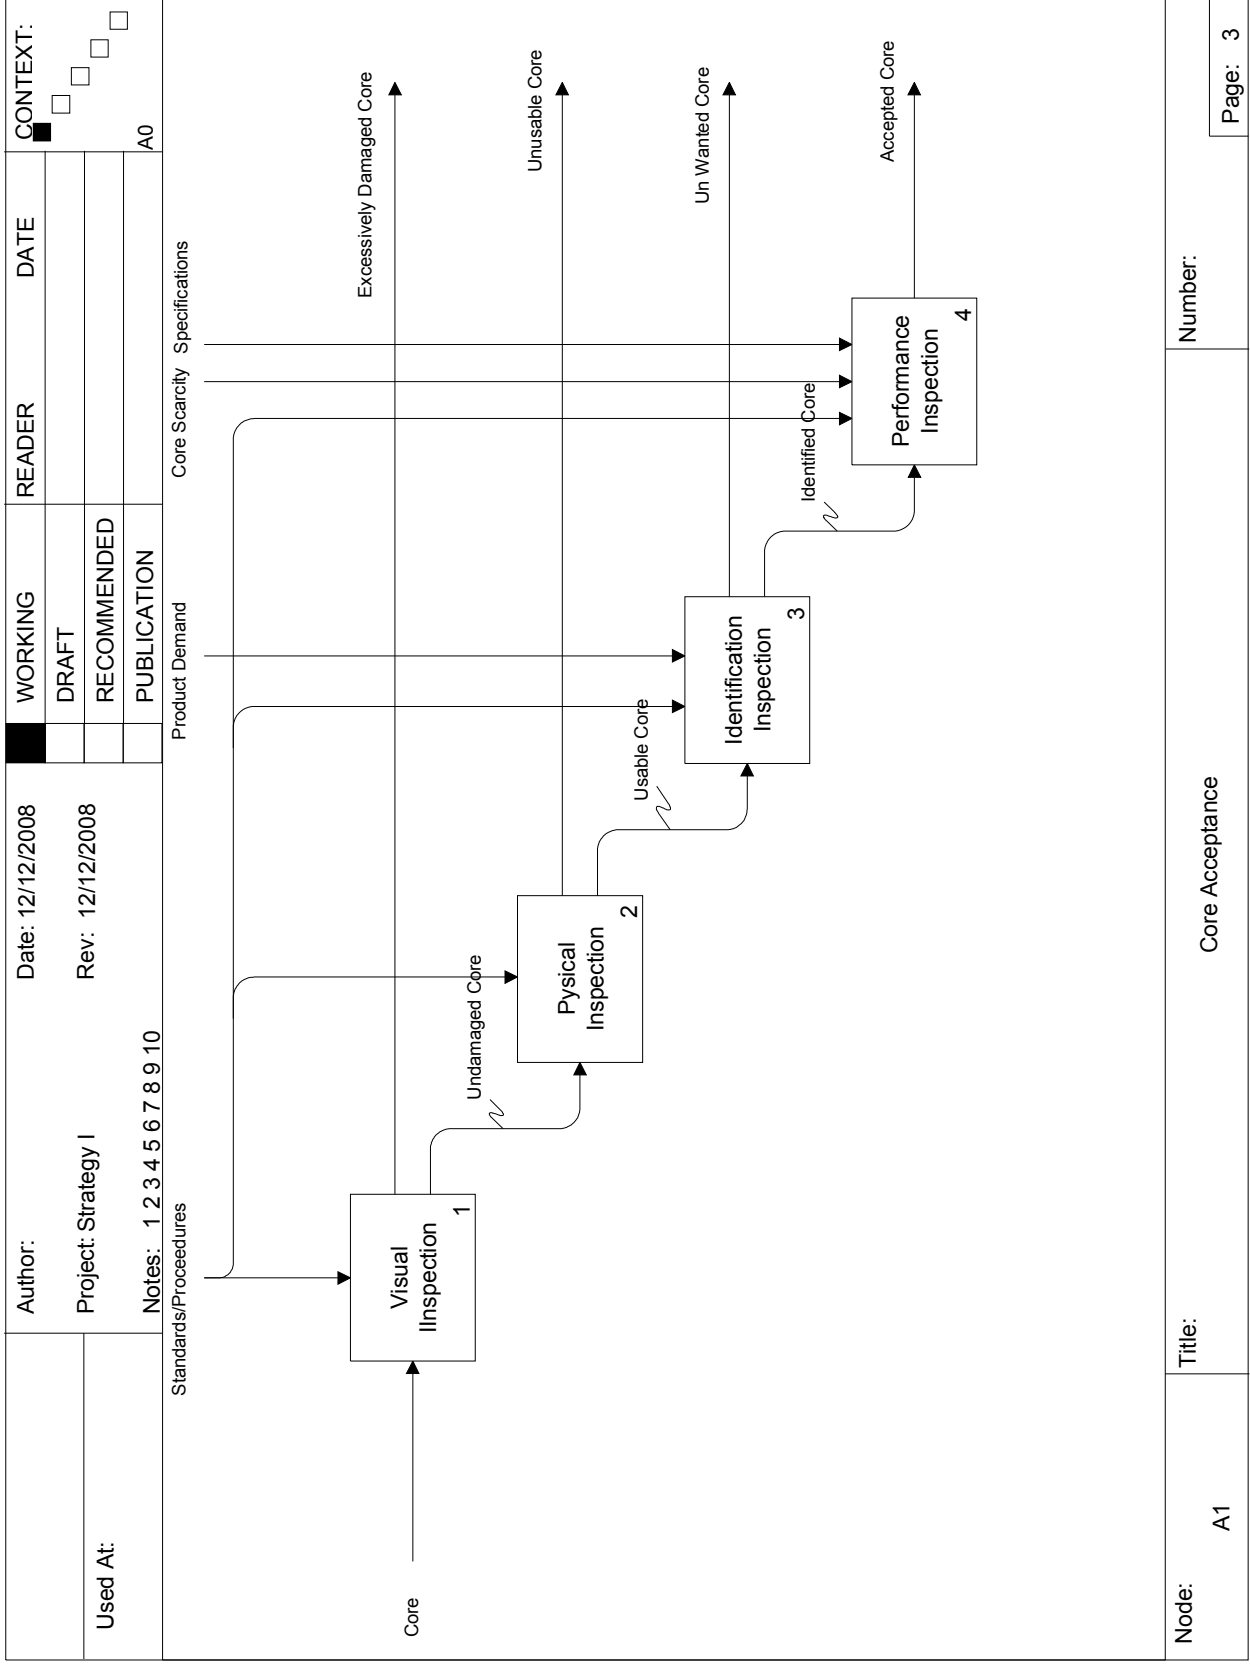 Used At:
Author:
Date: 12/12/2008
Project: Strategy I
Rev: 12/12/2008
Notes: 1 2 3 4 5 6 7 8 9 10
WORKING
DRAFT
RECOMMENDED
PUBLICATION
READER
DATE
CONTEXT:
A0
Standards/Proceedures
Product Demand
Core Scarcity
Specifications
Core
Visual
IInspection
1
Excessively Damaged Core
Undamaged Core
Pysical
Inspection
2
Unusable Core
Usable Core
Identification
Inspection
3
Un Wanted Core
Identified Core
Performance
Inspection
4
Accepted Core
Node:
A1
Title:
Core Acceptance
Number:
Page: 3